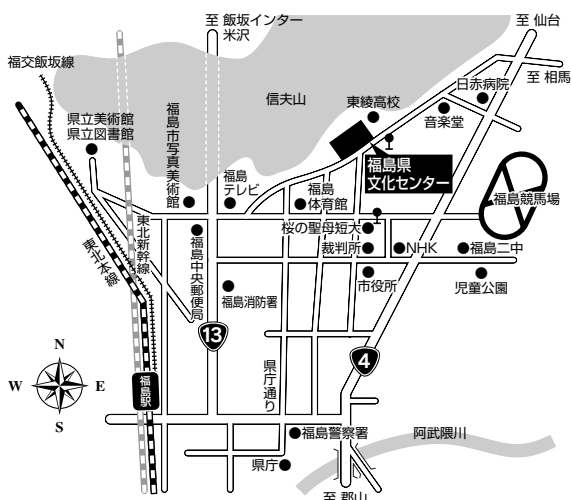 至 飯坂インター
米沢
至 仙台
福交飯坂線
至 相馬
日赤病院
信夫山
東綾高校
音楽堂
県立美術館
県立図書館
福島市写真美術館
福島県
文化センター
福島
テレビ
福島
体育館
福島競馬場
桜の聖母短大
東北新幹線
東北本線
福島中央郵便局
裁判所
NHK
福島二中
市役所
児童公園
福島消防署
13
4
N
W
E
S
福島駅
県庁通り
福島警察署
阿武隈川
県庁
至 郡山